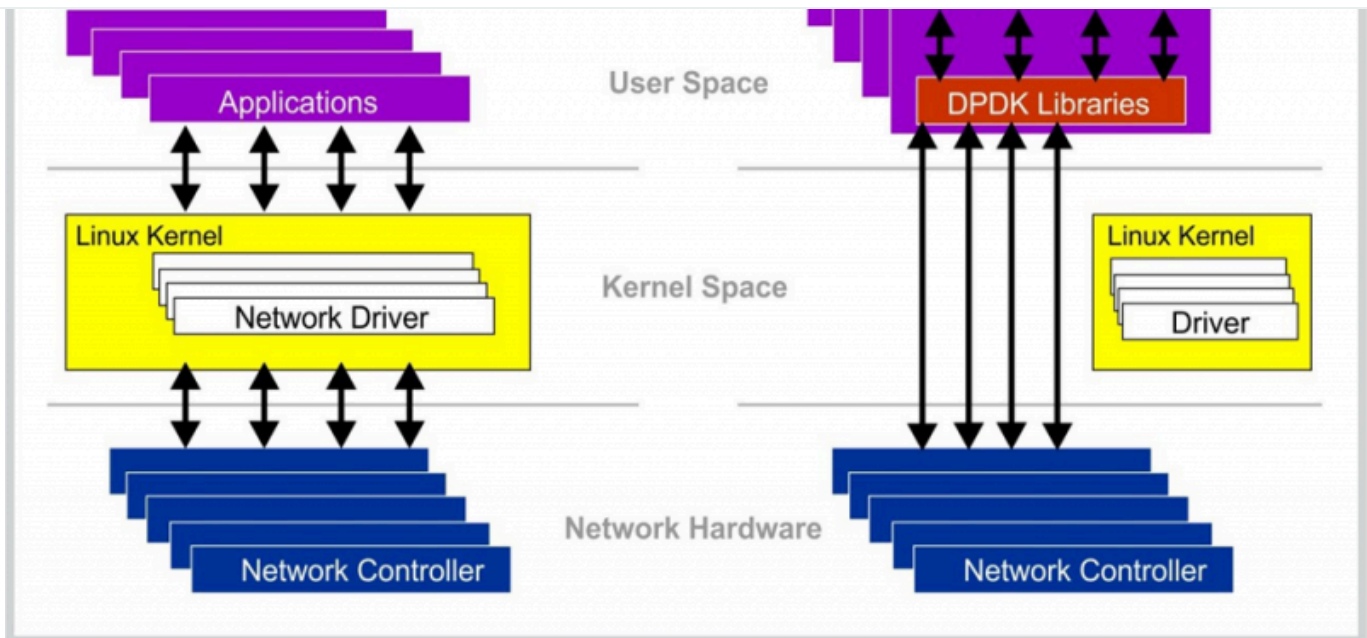 Applications
User Space
DPDK Libraries
Linux Kernel
Network Driver
Kernel Space
Linux Kernel
Driver
Network Controller
Network Hardware
Network Controller